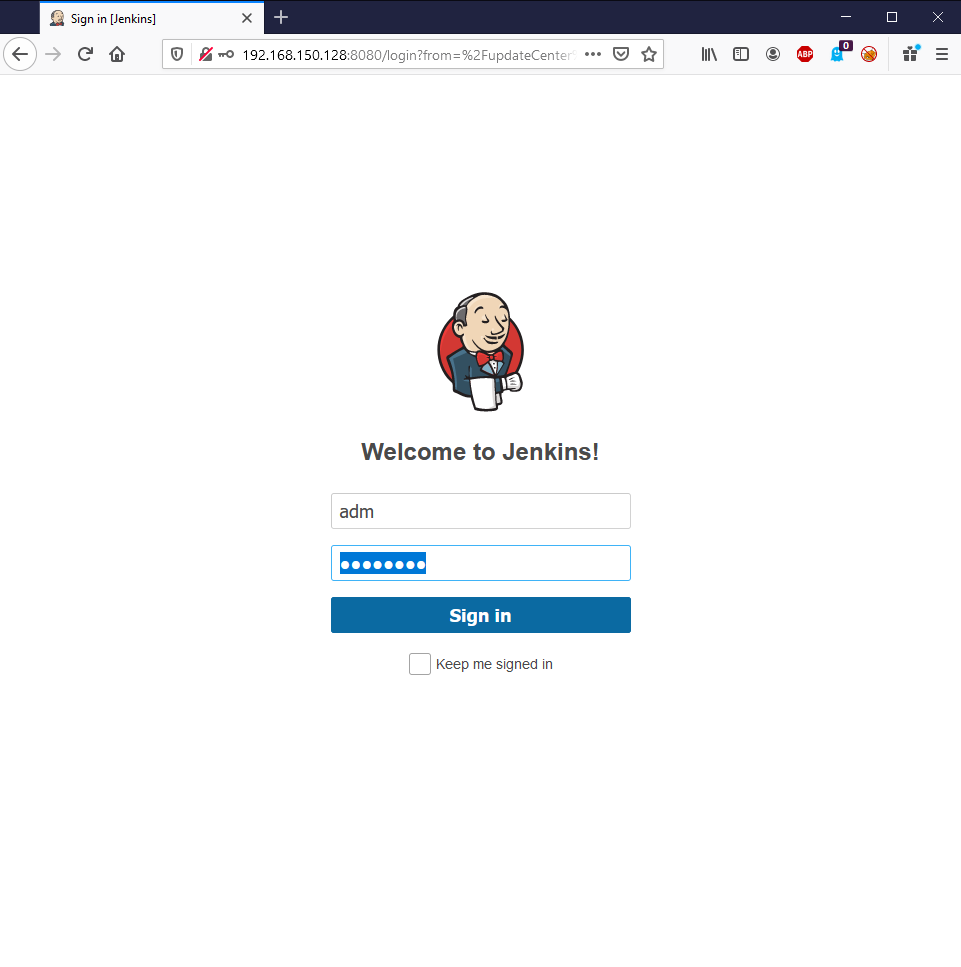 Sign in [Jenkins]
192.168.150.128:8080/login?from=%2FupdateCenter
ABP
0
Welcome to Jenkins!
adm
●●●●●●●●
Sign in
Keep me signed in